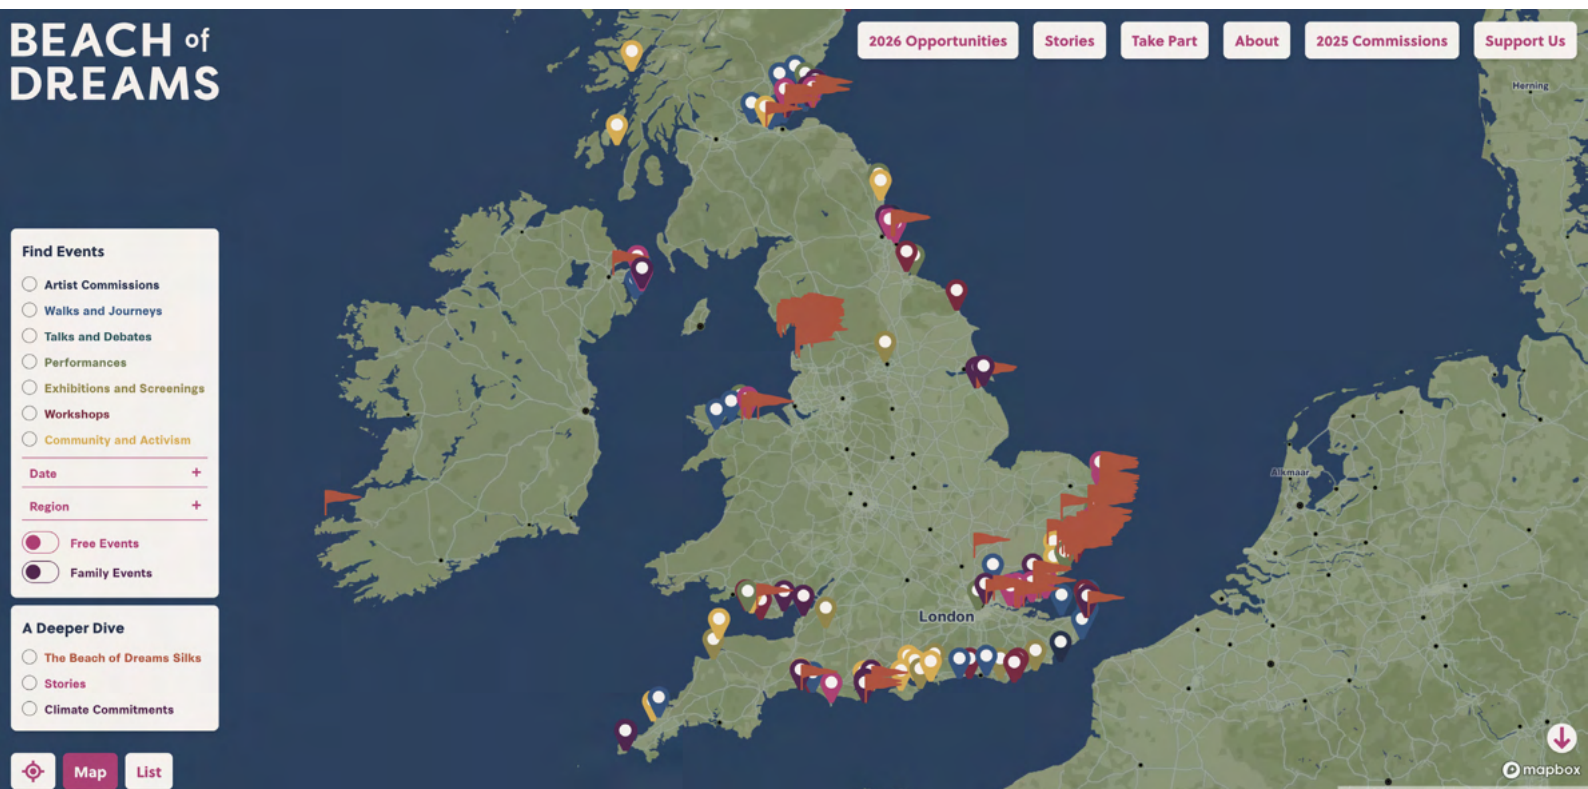 BEACH of
DREAMS
2026 Opportunities
Stories
Take Part
About
2025 Commissions
Support Us
Herning
Find Events
Artist Commissions
Walks and Journeys
Talks and Debates
Performances
Exhibitions and Screenings
Workshops
Community and Activism
Date +
Region +
Free Events
Family Events
Alkmaar
London
A Deeper Dive
The Beach of Dreams Silks
Stories
Climate Commitments
Map
List
mapbox